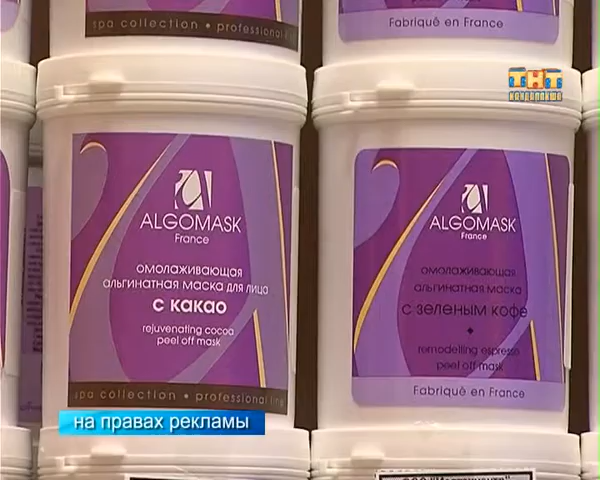 spa collection • professional line
Fabriqué en France
ТНТ
ALGOMASK
France
омолаживающая
альгинатная маска для лица
с какао
rejuvenating cocoa
peel off mask
spa collection • professional line
ALGOMASK
France
омолаживающая
альгинатная маска
с зеленым кофе
remodelling espresso
peel off mask
Fabriqué en France
на правах рекламы